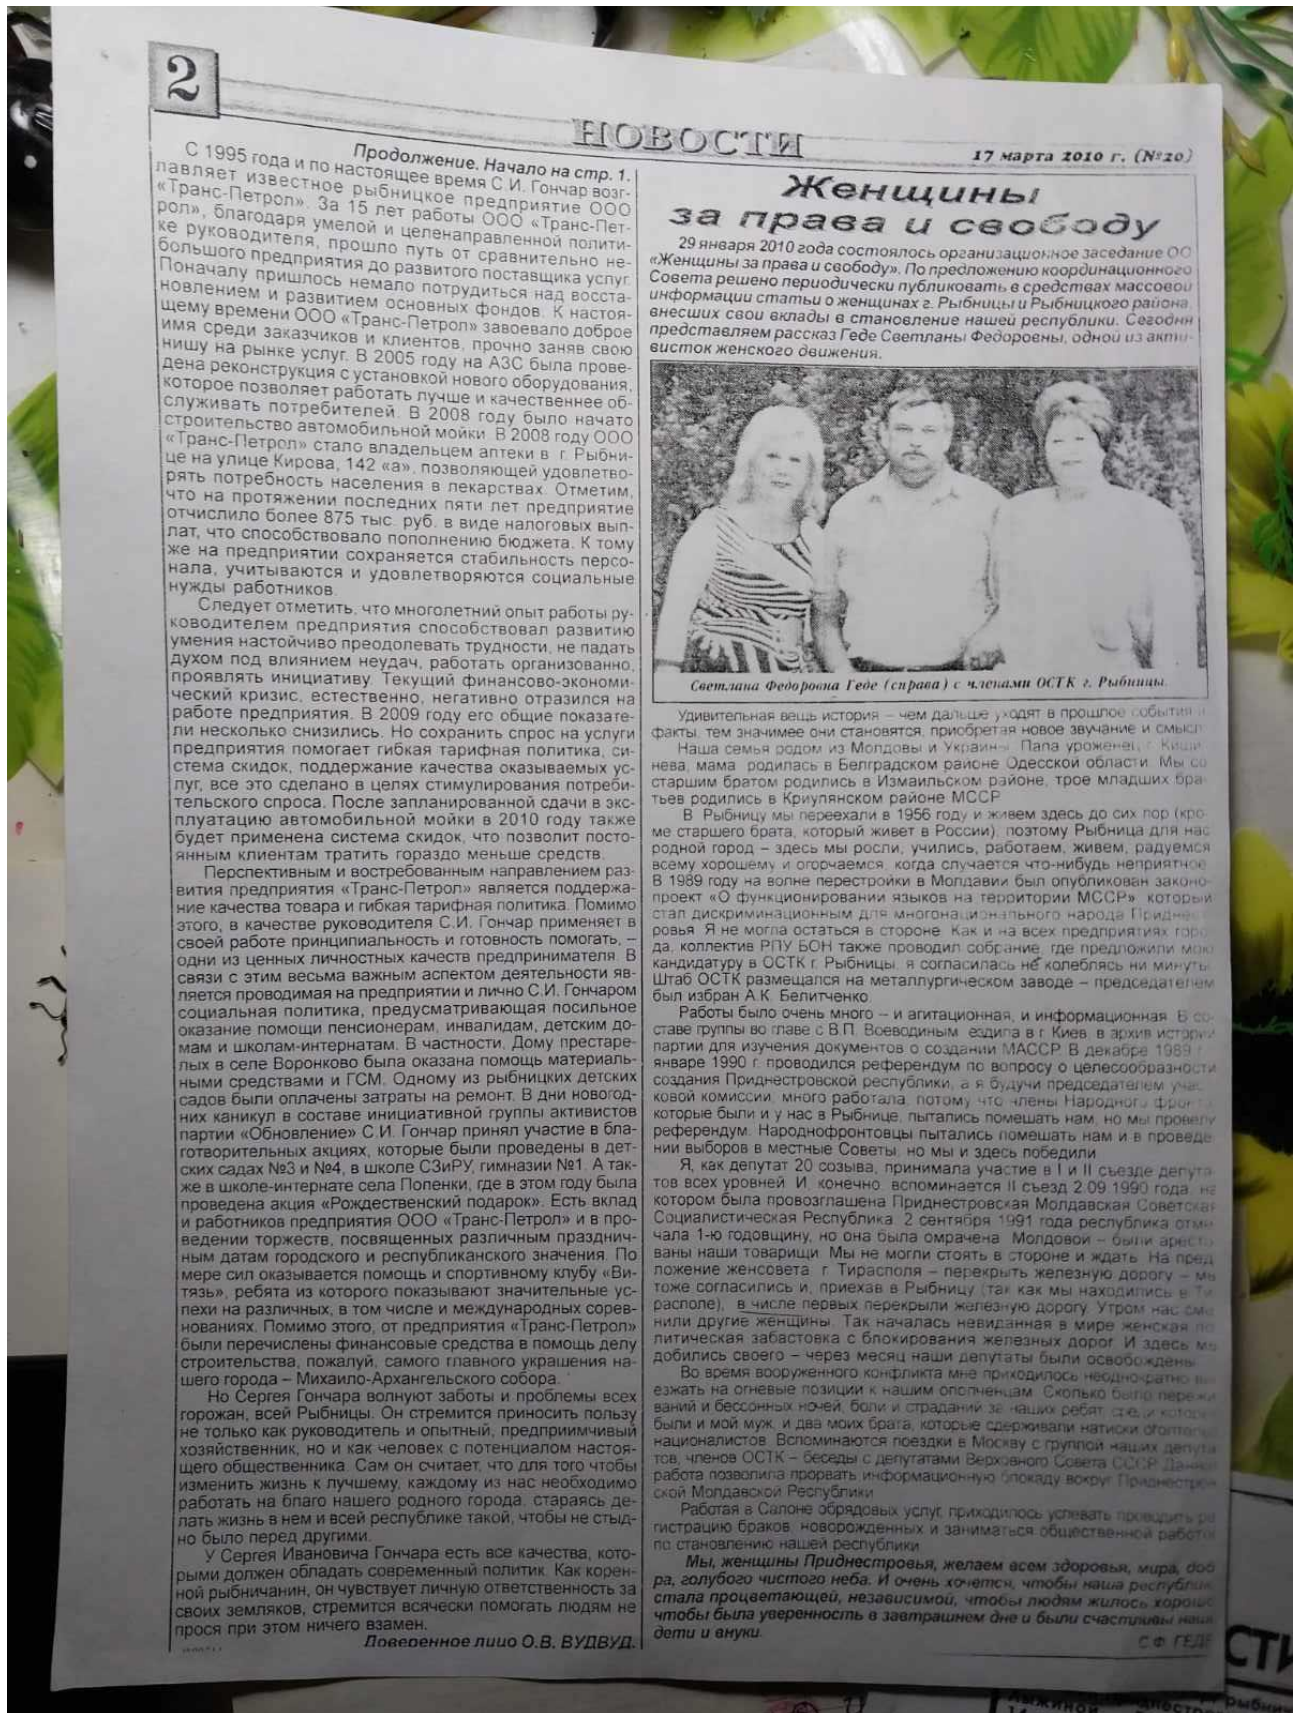 2
НОВОСТИ
17 марта 2010 г. (№20)
Продолжение. Начало на стр. 1.
С 1995 года и по настоящее время С.И. Гончар возг-
лавляет известное рыбницкое предприятие ООО
«Транс-Петрол». За 15 лет работы ООО «Транс-Пет-
рол», благодаря умелой и целенаправленной полити-
ке руководителя, прошло путь от сравнительно не-
большого предприятия до развитого поставщика услуг.
Поначалу пришлось немало потрудиться над восста-
новлением и развитием основных фондов. К настоя-
щему времени ООО «Транс-Петрол» завоевало доброе
имя среди заказчиков и клиентов, прочно заняв свою
нишу на рынке услуг. В 2005 году на АЗС была прове-
дена реконструкция с установкой нового оборудования,
которое позволяет работать лучше и качественнее об-
служивать потребителей. В 2008 году было начато
строительство автомобильной мойки. В 2008 году ООО
«Транс-Петрол» стало владельцем аптеки в г. Рыбни-
це на улице Кирова, 142 «а», позволяющей удовлетво-
рять потребность населения в лекарствах. Отметим,
что на протяжении последних пяти лет предприятие
отчислило более 875 тыс. руб. в виде налоговых вып-
лат, что способствовало пополнению бюджета. К тому
же на предприятии сохраняется стабильность персо-
нала, учитываются и удовлетворяются социальные
нужды работников.
Следует отметить, что многолетний опыт работы ру-
ководителем предприятия способствовал развитию
умения настойчиво преодолевать трудности, не падать
духом под влиянием неудач, работать организованно,
проявлять инициативу. Текущий финансово-экономи-
ческий кризис, естественно, негативно отразился на
работе предприятия. В 2009 году его общие показате-
ли несколько снизились. Но сохранить спрос на услуги
предприятия помогает гибкая тарифная политика, си-
стема скидок, поддержание качества оказываемых ус-
луг, все это сделано в целях стимулирования потреби-
тельского спроса. После запланированной сдачи в экс-
плуатацию автомобильной мойки в 2010 году также
будет применена система скидок, что позволит посто-
янным клиентам тратить гораздо меньше средств.
Перспективным и востребованным направлением раз-
вития предприятия «Транс-Петрол» является поддержа-
ние качества товара и гибкая тарифная политика. Помимо
этого, в качестве руководителя С.И. Гончар применяет в
своей работе принципиальность и готовность помогать, –
одни из ценных личностных качеств предпринимателя. В
связи с этим весьма важным аспектом деятельности яв-
ляется проводимая на предприятии и лично С.И. Гончаром
социальная политика, предусматривающая посильное
оказание помощи пенсионерам, инвалидам, детским до-
мам и школам-интернатам. В частности, Дому престаре-
лых в селе Воронково была оказана помощь материаль-
ными средствами и ГСМ. Одному из рыбницких детских
садов были оплачены затраты на ремонт. В дни новогод-
них каникул в составе инициативной группы активистов
партии «Обновление» С.И. Гончар принял участие в бла-
готворительных акциях, которые были проведены в дет-
ских садах №3 и №4, в школе СЗиРУ, гимназии №1. А так-
же в школе-интернате села Попенки, где в этом году была
проведена акция «Рождественский подарок». Есть вклад
и работников предприятия ООО «Транс-Петрол» и в про-
ведении торжеств, посвященных различным празднич-
ным датам городского и республиканского значения. По
мере сил оказывается помощь и спортивному клубу «Ви-
тязь», ребята из которого показывают значительные ус-
пехи на различных, в том числе и международных сорев-
нованиях. Помимо этого, от предприятия «Транс-Петрол»
были перечислены финансовые средства в помощь делу
строительства, пожалуй, самого главного украшения на-
шего города – Михаило-Архангельского собора.
Но Сергея Гончара волнуют заботы и проблемы всех
горожан, всей Рыбницы. Он стремится приносить пользу
не только как руководитель и опытный, предприимчивый
хозяйственник, но и как человек с потенциалом настоя-
щего общественника. Сам он считает, что для того чтобы
изменить жизнь к лучшему, каждому из нас необходимо
работать на благо нашего родного города, стараясь де-
лать жизнь в нем и всей республике такой, чтобы не стыд-
но было перед другими.
У Сергея Ивановича Гончара есть все качества, кото-
рыми должен обладать современный политик. Как корен-
ной рыбничанин, он чувствует личную ответственность за
своих земляков, стремится всячески помогать людям не
прося при этом ничего взамен.
Доверенное лицо О.В. ВУДВУД.
Женщины
за права и свободу
29 января 2010 года состоялось организационное заседание ОО
«Женщины за права и свободу». По предложению координационного
Совета решено периодически публиковать в средствах массовой
информации статьи о женщинах г. Рыбницы и Рыбницкого района,
внесших свои вклады в становление нашей республики. Сегодня
представляем рассказ Геде Светланы Федоровны, одной из акти-
висток женского движения.
Светлана Федоровна Геде (справа) с членами ОСТК г. Рыбницы.
Удивительная вещь история – чем дальше уходят в прошлое события и
факты, тем значимее они становятся, приобретая новое звучание и смысл.
Наша семья родом из Молдовы и Украины. Папа уроженец г. Киши-
нева, мама родилась в Белградском районе Одесской области. Мы со
старшим братом родились в Измаильском районе, трое младших бра-
тьев родились в Криулянском районе МССР.
В Рыбницу мы переехали в 1956 году и живем здесь до сих пор (кро-
ме старшего брата, который живет в России), поэтому Рыбница для нас
родной город – здесь мы росли, учились, работаем, живем, радуемся
всему хорошему и огорчаемся, когда случается что-нибудь неприятное.
В 1989 году на волне перестройки в Молдавии был опубликован законо-
проект «О функционировании языков на территории МССР», который
стал дискриминационным для многонационального народа Приднест-
ровья. Я не могла остаться в стороне. Как и на всех предприятиях горо-
да, коллектив РПУ БОН также проводил собрание, где предложили мою
кандидатуру в ОСТК г. Рыбницы, я согласилась не колеблясь ни минуты.
Штаб ОСТК размещался на металлургическом заводе – председателем
был избран А.К. Белитченко.
Работы было очень много – и агитационная, и информационная. В со-
ставе группы во главе с В.П. Воеводиным ездила в г. Киев, в архив истории
партии для изучения документов о создании МАССР. В декабре 1989 г.-
январе 1990 г. проводился референдум по вопросу о целесообразности
создания Приднестровской республики, а я будучи председателем учас-
тковой комиссии, много работала, потому что члены Народного фронта,
которые были и у нас в Рыбнице, пытались помешать нам, но мы провели
референдум. Народнофронтовцы пытались помешать нам и в проведе-
нии выборов в местные Советы, но мы и здесь победили.
Я, как депутат 20 созыва, принимала участие в I и II съезде депута-
тов всех уровней. И, конечно, вспоминается II съезд 2.09.1990 года, на
котором была провозглашена Приднестровская Молдавская Советская
Социалистическая Республика. 2 сентября 1991 года республика отме-
чала 1-ю годовщину, но она была омрачена Молдовой – были аресто-
ваны наши товарищи. Мы не могли стоять в стороне и ждать. На пред-
ложение женсовета г. Тирасполя – перекрыть железную дорогу – мы
тоже согласились и, приехав в Рыбницу (так как мы находились в Ти-
располе), в числе первых перекрыли железную дорогу. Утром нас сме-
нили другие женщины. Так началась невиданная в мире женская по-
литическая забастовка с блокирования железных дорог. И здесь мы
добились своего – через месяц наши депутаты были освобождены.
Во время вооруженного конфликта мне приходилось неоднократно вы-
езжать на огневые позиции к нашим ополченцам. Сколько было пережи-
ваний и бессонных ночей, боли и страданий за наших ребят, среди которых
были и мой муж, и два моих брата, которые сдерживали натиски
националистов. Вспоминаются поездки в Москву с группой наших депута-
тов, членов ОСТК – беседы с депутатами Верховного Совета СССР. Данная
работа позволила прорвать информационную блокаду вокруг Приднестров-
ской Молдавской Республики.
Работая в Салоне обрядовых услуг, приходилось успевать проводить ре-
гистрацию браков, новорожденных и заниматься общественной работой
по становлению нашей республики.
Мы, женщины Приднестровья, желаем всем здоровья, мира, доб-
ра, голубого чистого неба. И очень хочется, чтобы наша республика
стала процветающей, независимой, чтобы людям жилось хорошо,
чтобы была уверенность в завтрашнем дне и были счастливы наши
дети и внуки.
С.Ф. ГЕДЕ